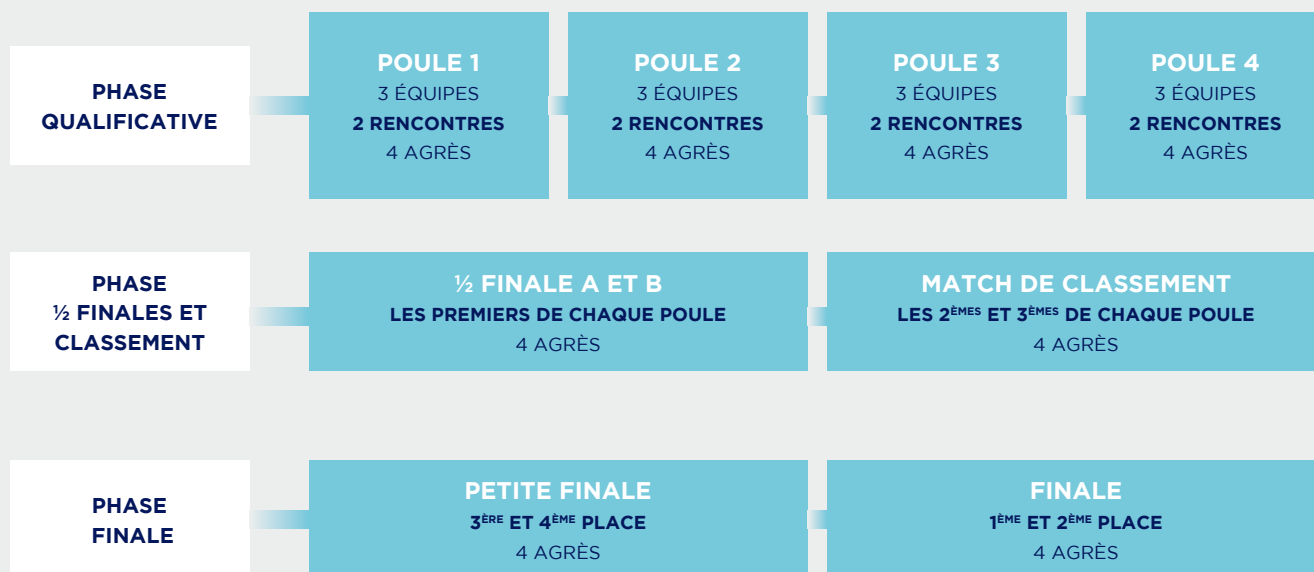 PHASE
QUALIFICATIVE
POULE 1
3 ÉQUIPES
2 RENCONTRES
4 AGRÈS
POULE 2
3 ÉQUIPES
2 RENCONTRES
4 AGRÈS
POULE 3
3 ÉQUIPES
2 RENCONTRES
4 AGRÈS
POULE 4
3 ÉQUIPES
2 RENCONTRES
4 AGRÈS
PHASE
½ FINALES ET
CLASSEMENT
½ FINALE A ET B
LES PREMIERS DE CHAQUE POULE
4 AGRÈS
MATCH DE CLASSEMENT
LES 2ÈMES ET 3ÈMES DE CHAQUE POULE
4 AGRÈS
PHASE
FINALE
PETITE FINALE
3ÈRE ET 4ÈME PLACE
4 AGRÈS
FINALE
1ÈME ET 2ÈME PLACE
4 AGRÈS